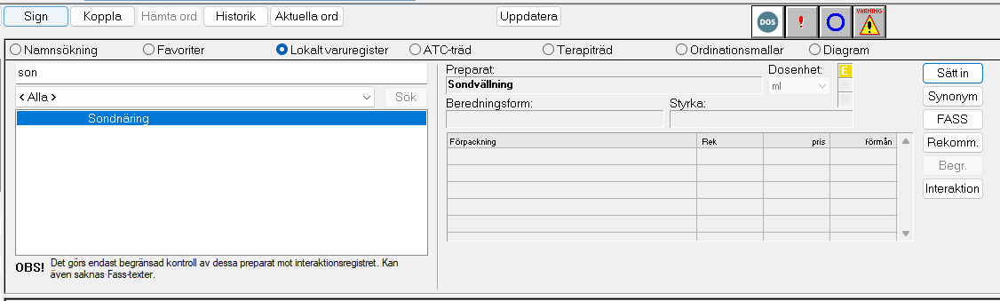 Sign Koppla Hämta ord Historik Aktuella ord Uppdatera DOS ! VARNING
Namnsökning Favoriter Lokalt varuregister ATC-träd Terapiträd Ordinationsmallar Diagram
son
< Alla > Sök
Sondnäring
OBS! Det görs endast begränsad kontroll av dessa preparat mot interaktionsregistret. Kan
även saknas Fass-texter.
Preparat: Dosenhet:
Sondvällning ml E
A
Beredningsform: Styrka:
Förpackning Rek pris förmån
Sätt in
Synonym
FASS
Rekomm.
Begr.
Interaktion